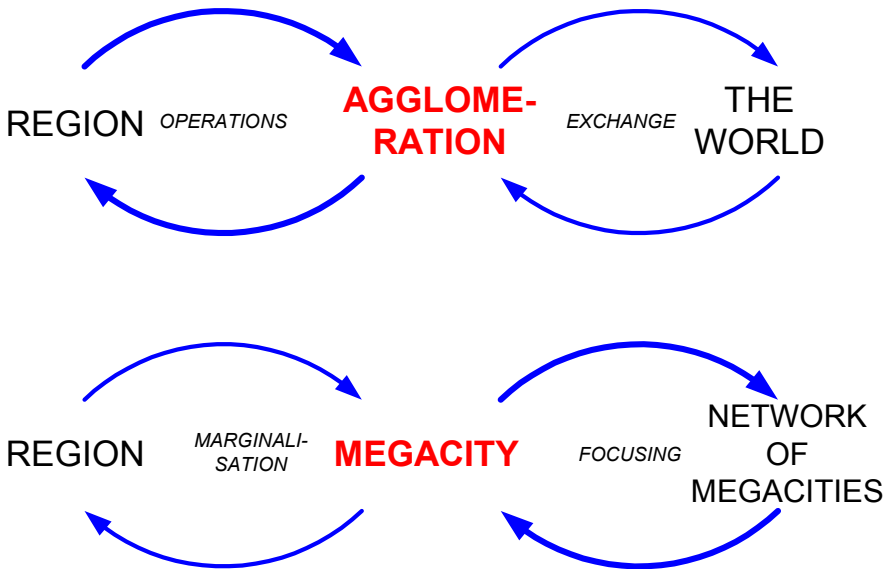 REGION
OPERATIONS
AGGLOME-
RATION
EXCHANGE
THE
WORLD
REGION
MARGINALI-
SATION
MEGACITY
FOCUSING
NETWORK
OF
MEGACITIES